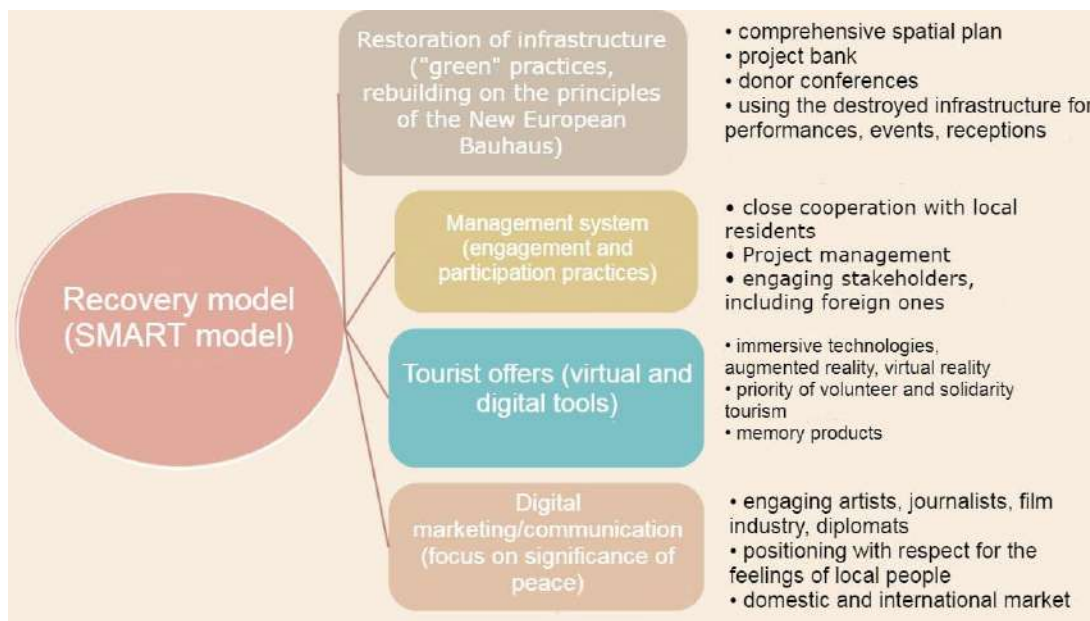 Recovery model
(SMART model)
Restoration of infrastructure
("green" practices,
rebuilding on the principles
of the New European
Bauhaus)
• comprehensive spatial plan
• project bank
• donor conferences
• using the destroyed infrastructure for
performances, events, receptions
Management system
(engagement and
participation practices)
• close cooperation with local
residents
• Project management
• engaging stakeholders,
including foreign ones
Tourist offers (virtual and
digital tools)
• immersive technologies,
augmented reality, virtual reality
• priority of volunteer and solidarity
tourism
• memory products
Digital
marketing/communication
(focus on significance of
peace)
• engaging artists, journalists, film
industry, diplomats
• positioning with respect for the
feelings of local people
• domestic and international market